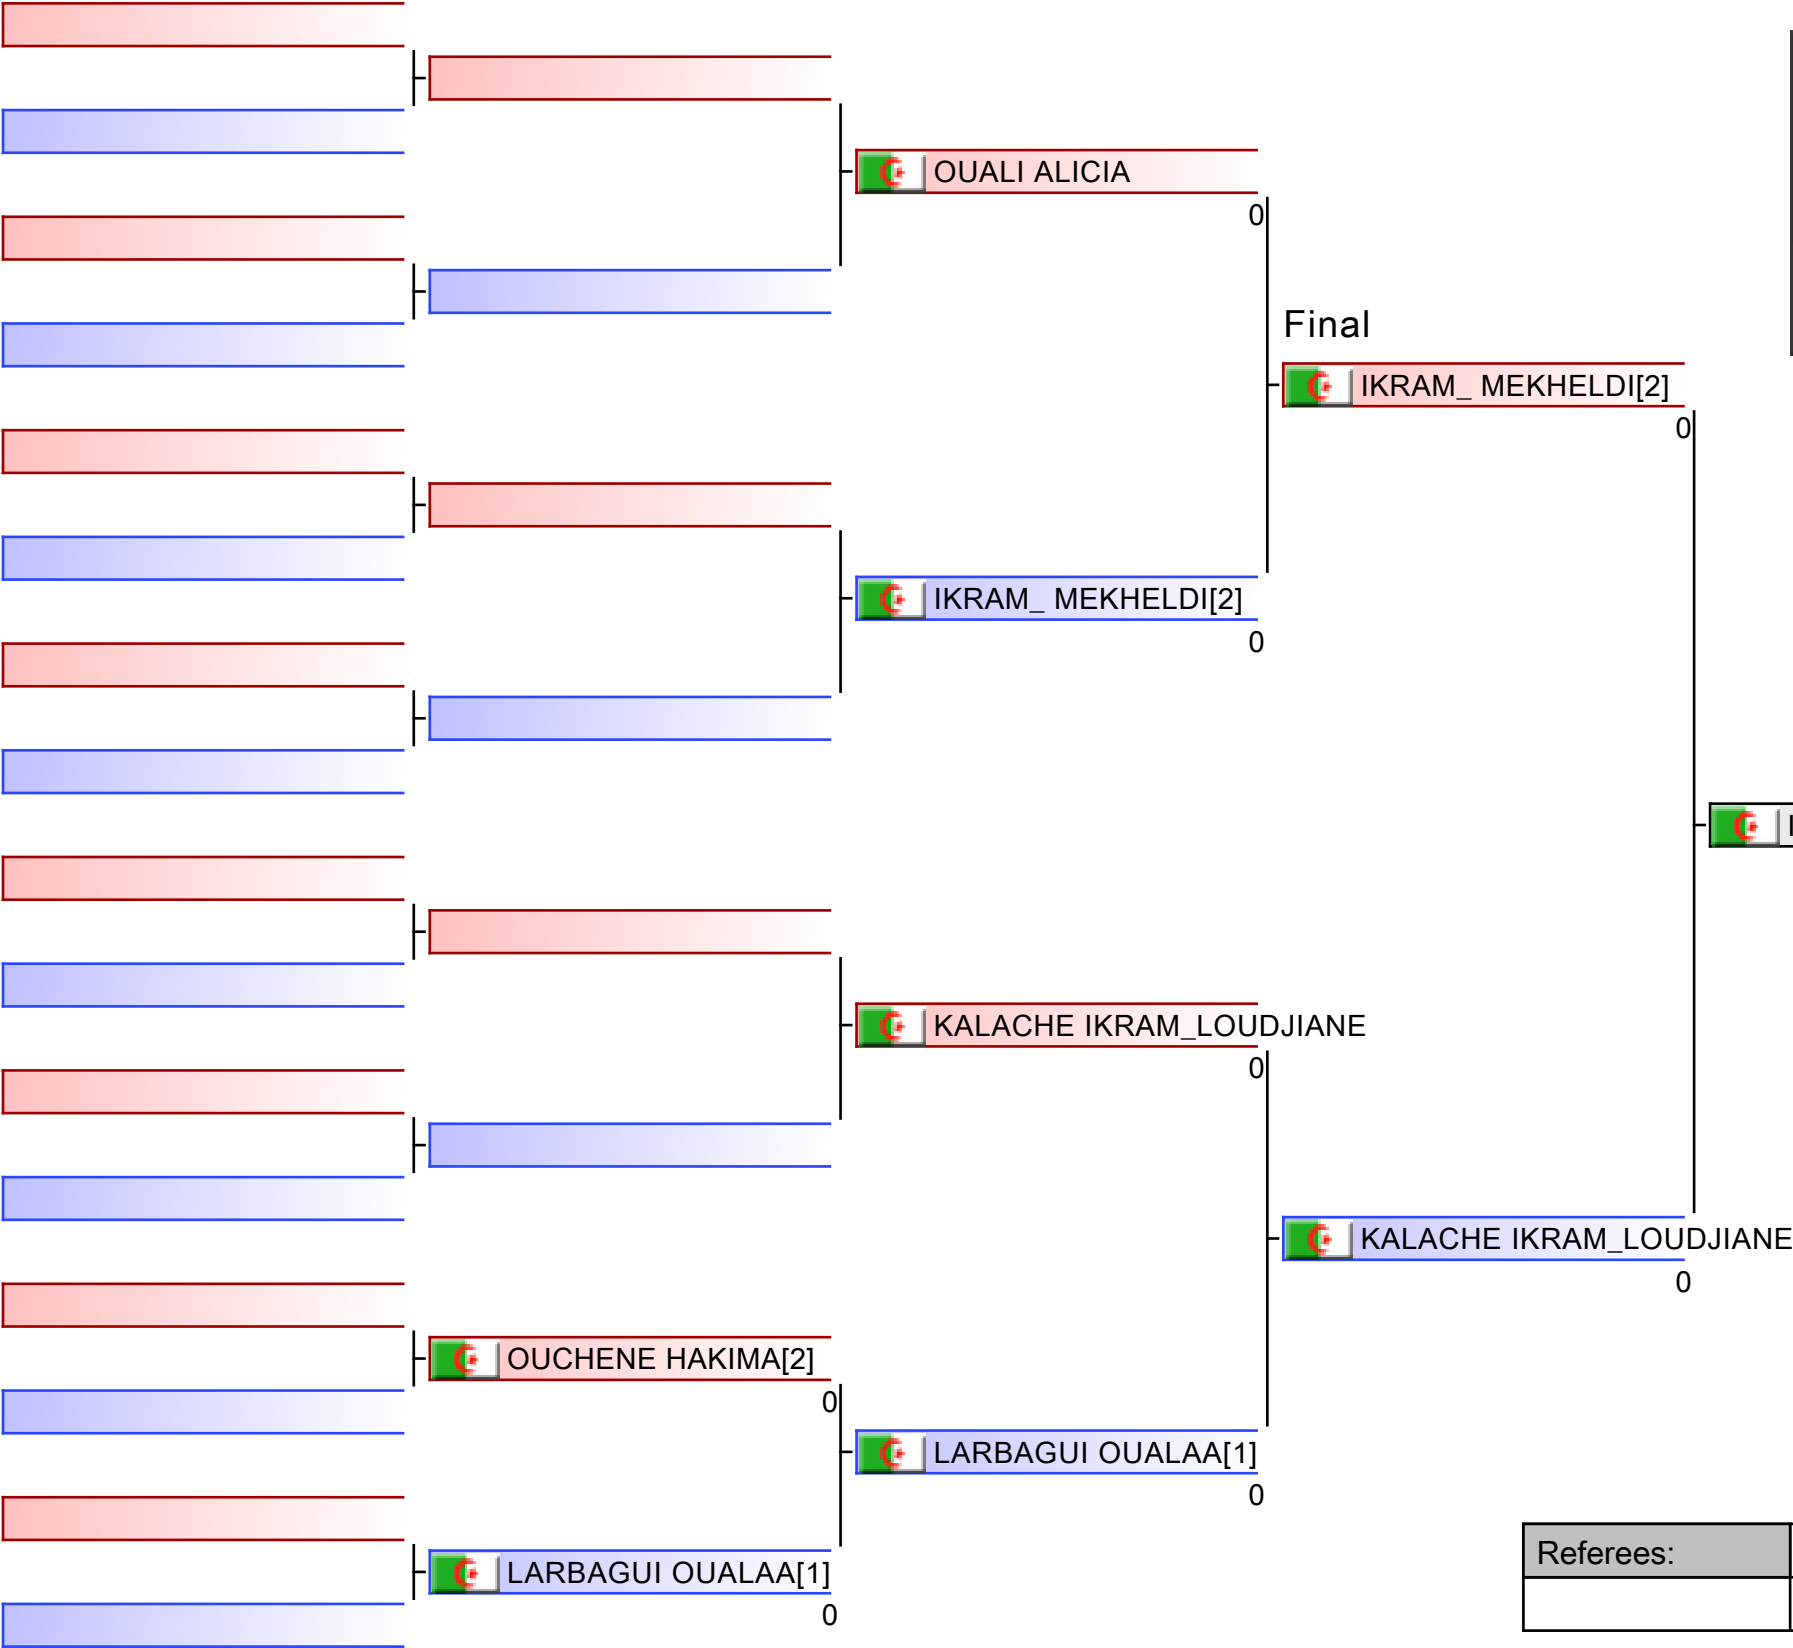 OUALI ALICIA
0
Final
IKRAM_ MEKHELDI[2]
0
IKRAM_ MEKHELDI[2]
0
KALACHE IKRAM_LOUDJIANE
0
KALACHE IKRAM_LOUDJIANE
0
OUCHENE HAKIMA[2]
0
LARBAGUI OUALAA[1]
0
LARBAGUI OUALAA[1]
0
Referees: